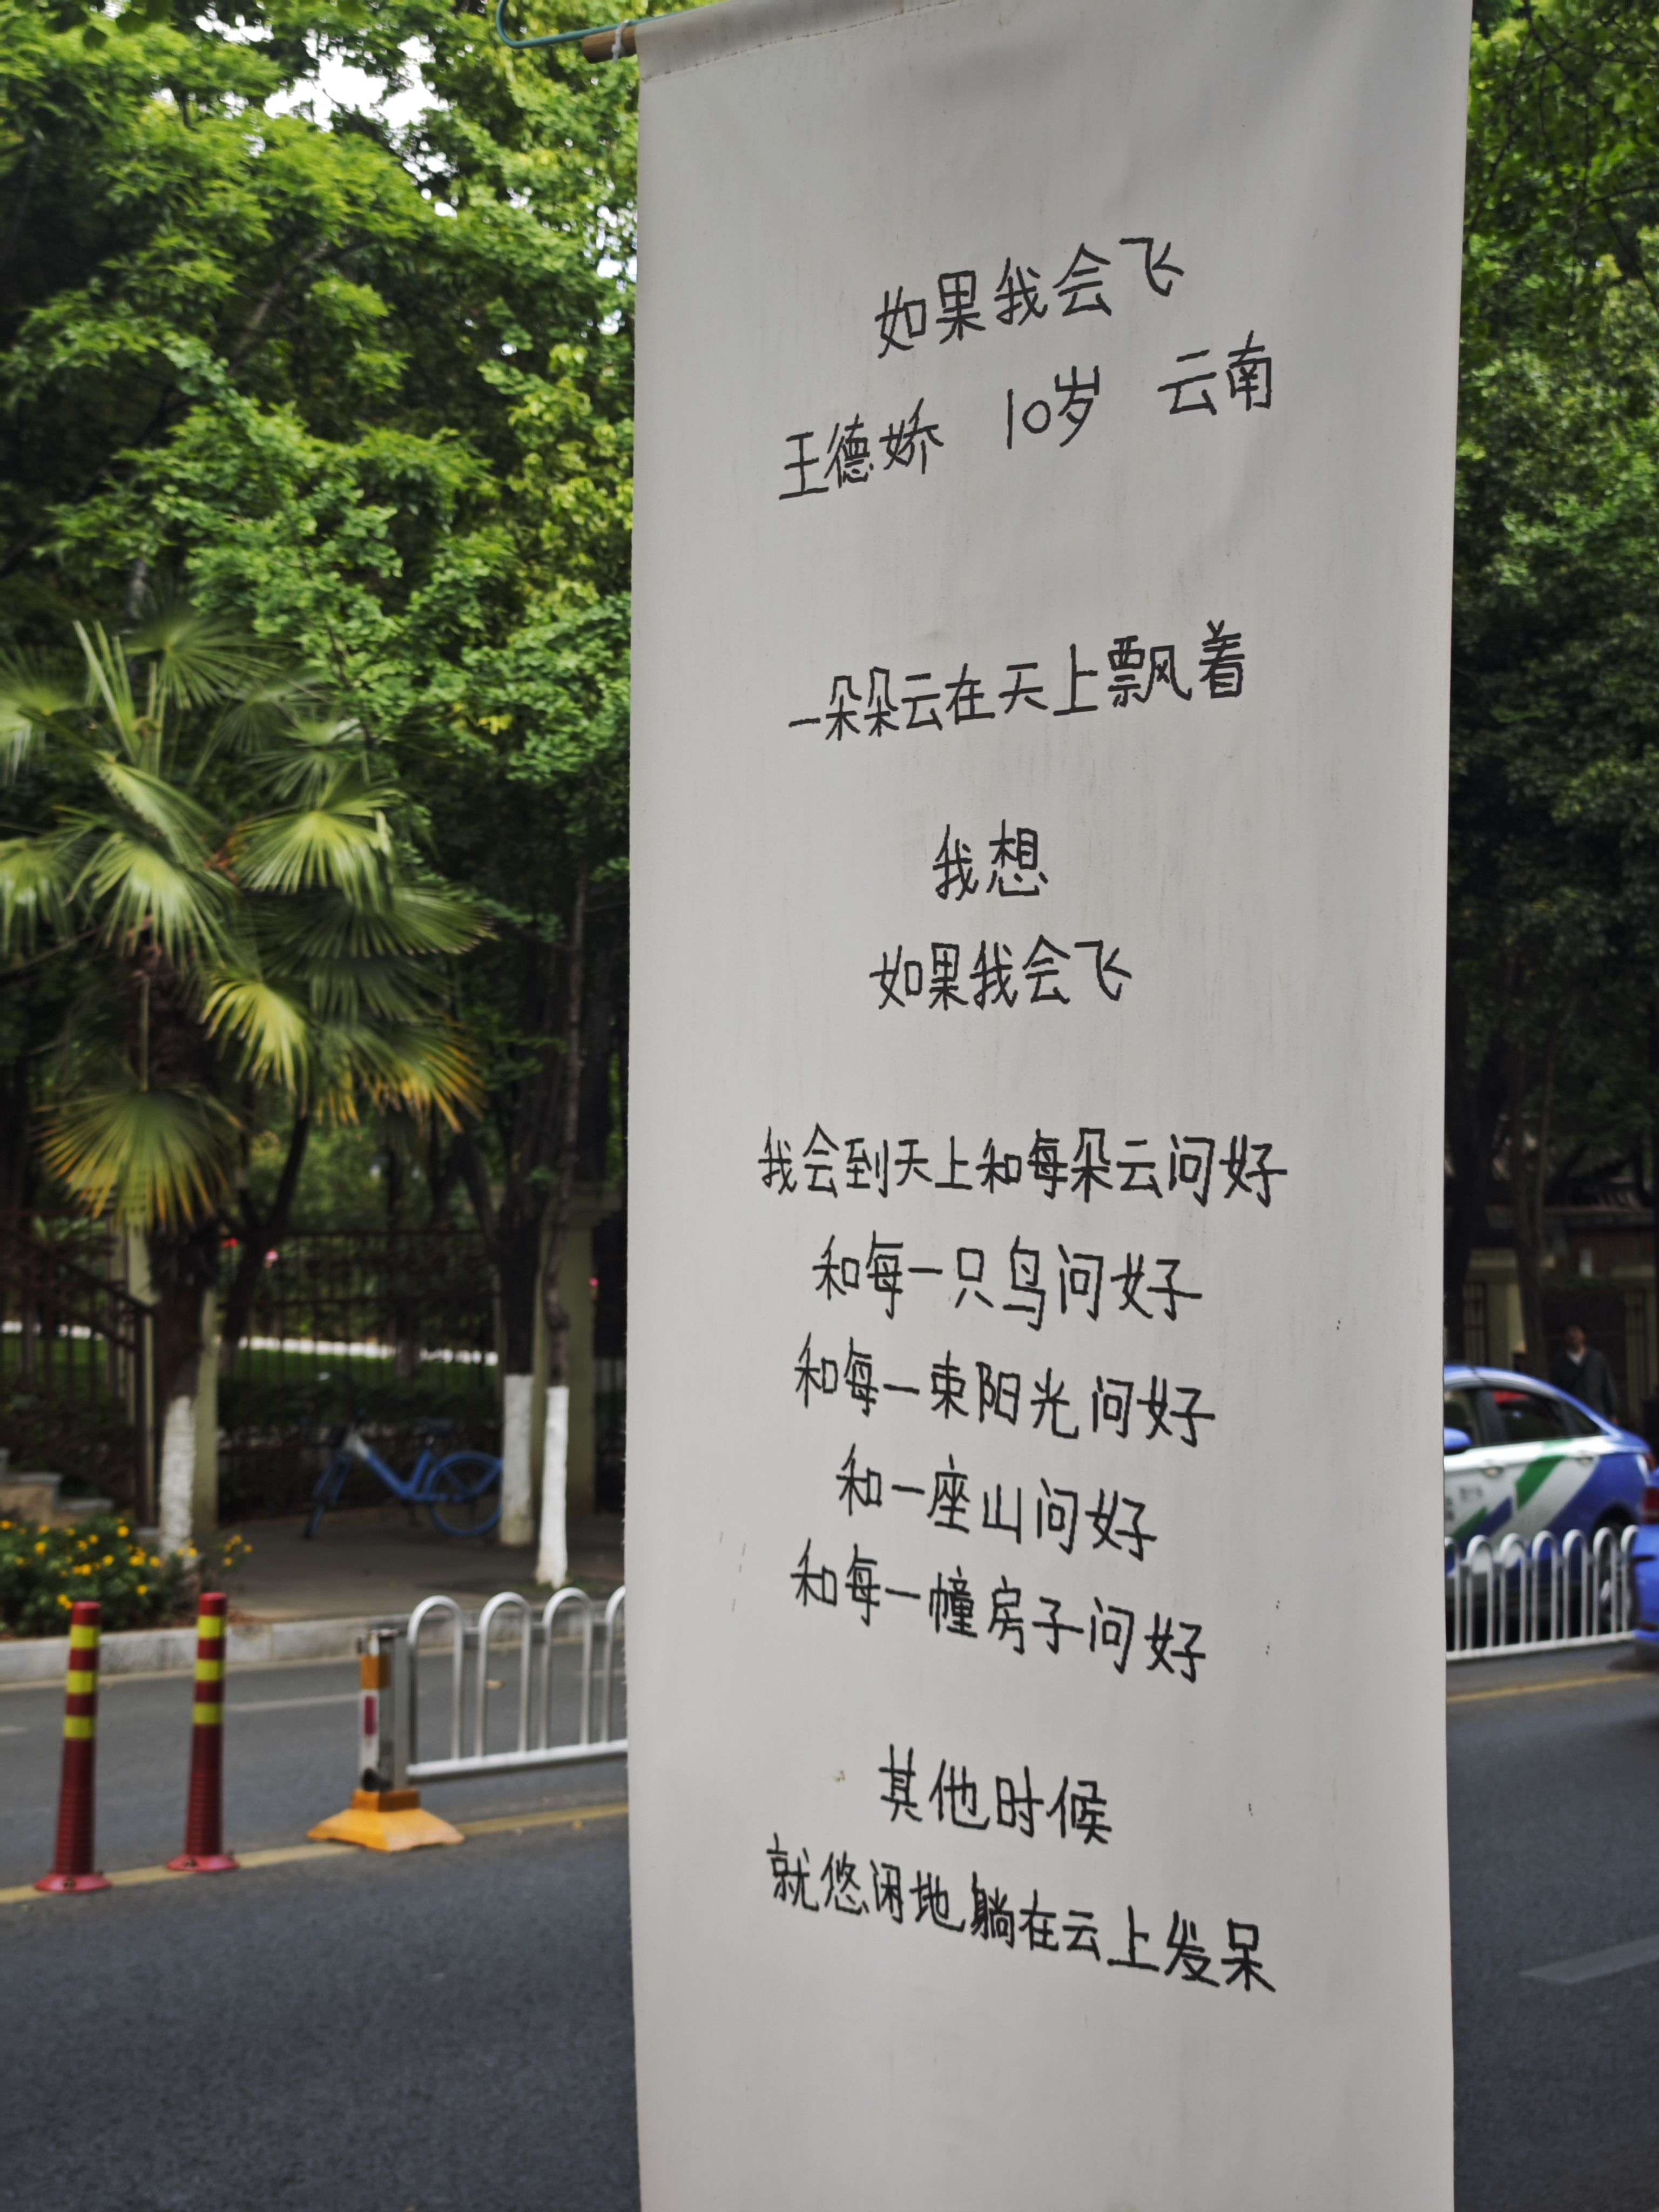 如果我会飞
王德娇 10岁 云南
一朵朵云在天上飘着
我想
如果我会飞
我会到天上和每朵云问好
和每一只鸟问好
和每一束阳光问好
和一座山问好
和每一幢房子问好
其他时候
就悠闲地躺在云上发呆